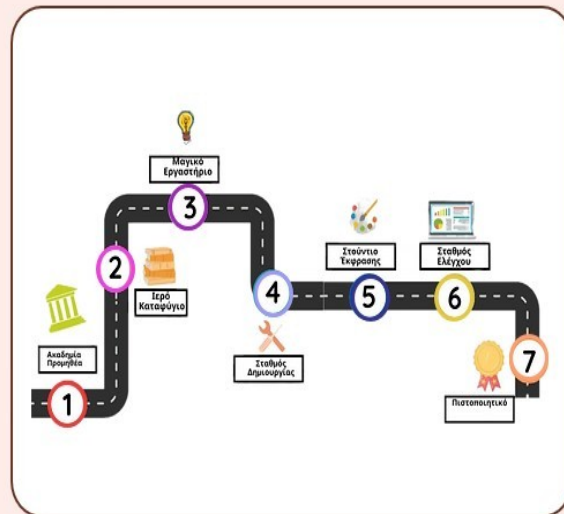 Ακαδημία
Προμηθέα
1
2
Ιερό
Καταφύγιο
Μαγικό
Εργαστήριο
3
4
Σταθμός
Δημιουργίας
Στούντιο
Έκφρασης
5
Σταθμός
Ελέγχου
6
7
Πιστοποιητικό